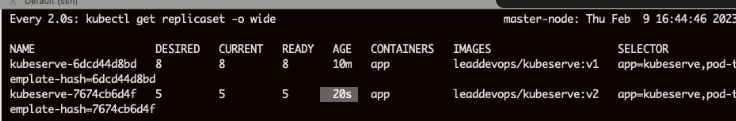 Default (ssh)
Every 2.0s: kubectl get replicaset -o wide master-node: Thu Feb 9 16:44:46 2023
NAME DESIRED CURRENT READY AGE CONTAINERS IMAGES SELECTOR
kubeserve-6dcd44d8bd 8 8 8 10m app leaddevops/kubeserve:v1 app=kubeserve,pod-t
emplate-hash=6dcd44d8bd
kubeserve-7674cb6d4f 5 5 5 20s app leaddevops/kubeserve:v2 app=kubeserve,pod-t
emplate-hash=7674cb6d4f